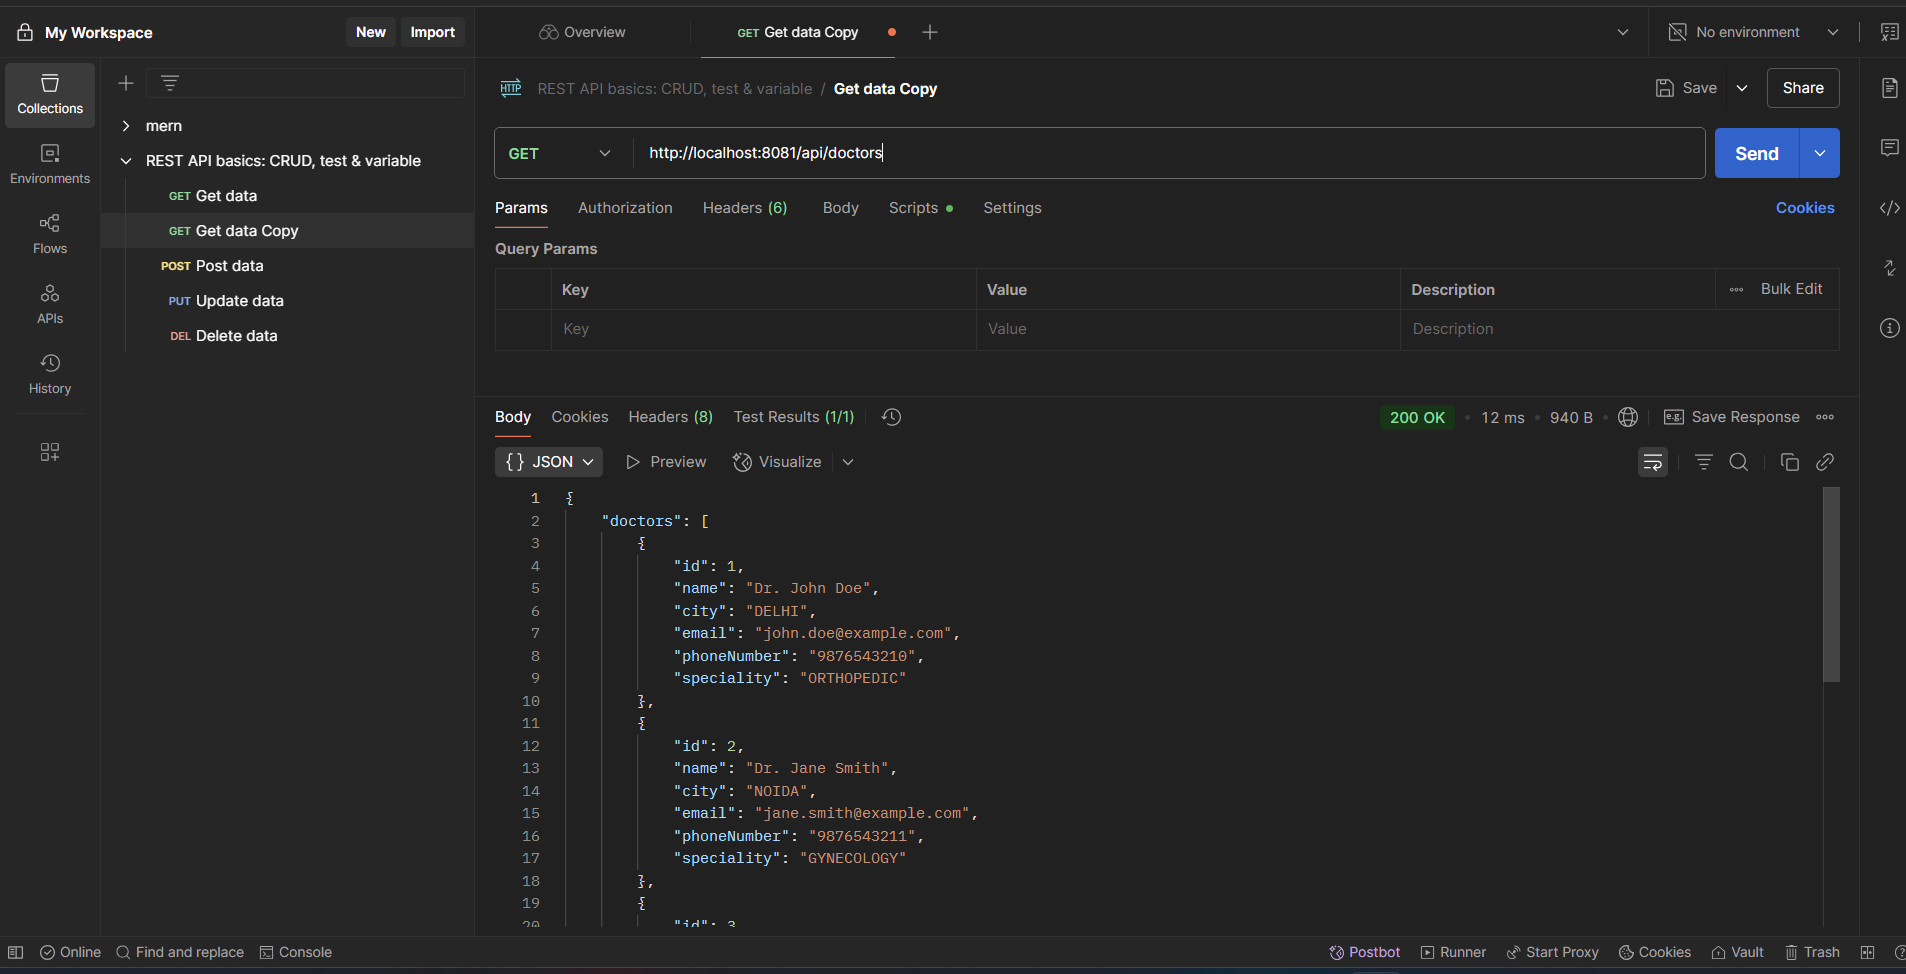 My Workspace
New
Import
Overview
GET Get data Copy
No environment
Collections
Environments
Flows
APIs
History
mern
REST API basics: CRUD, test & variable
GET Get data
GET Get data Copy
POST Post data
PUT Update data
DEL Delete data
HTTP REST API basics: CRUD, test & variable / Get data Copy
Save
Share
GET http://localhost:8081/api/doctors
Send
Params Authorization Headers (6) Body Scripts Settings Cookies
Query Params
Key Value Description Bulk Edit
Key Value Description
Body Cookies Headers (8) Test Results (1/1) 200 OK 12 ms 940 B e.g. Save Response
{} JSON Preview Visualize
1 {
2 "doctors": [
3 {
4 "id": 1,
5 "name": "Dr. John Doe",
6 "city": "DELHI",
7 "email": "john.doe@example.com",
8 "phoneNumber": "9876543210",
9 "speciality": "ORTHOPEDIC"
10 },
11 {
12 "id": 2,
13 "name": "Dr. Jane Smith",
14 "city": "NOIDA",
15 "email": "jane.smith@example.com",
16 "phoneNumber": "9876543211",
17 "speciality": "GYNECOLOGY"
18 },
19 {
20 "id": 3
Online Find and replace Console Postbot Runner Start Proxy Cookies Vault Trash